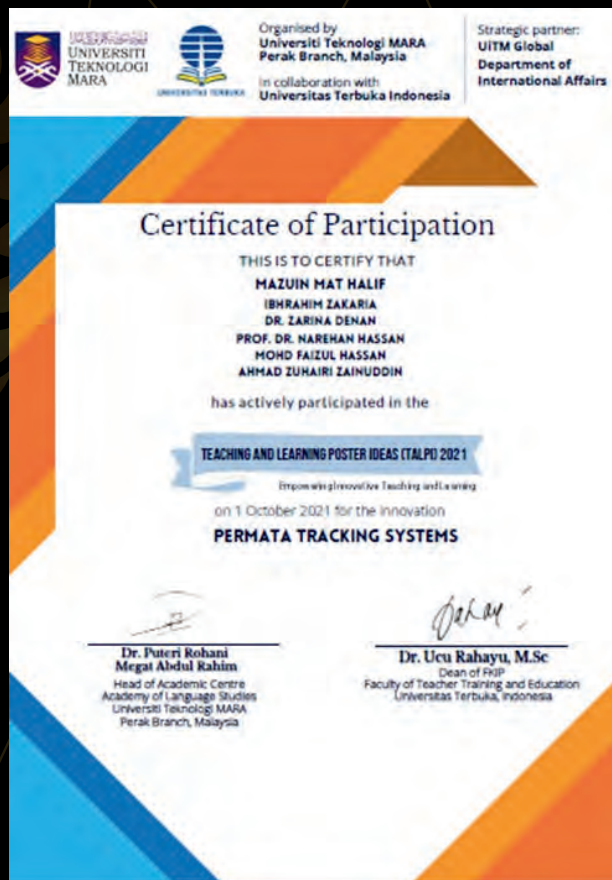 UNIVERSITI
TEKNOLOGI
MARA
UNIVERSITAS TERBUKA
Organised by
Universiti Teknologi MARA
Perak Branch, Malaysia
In collaboration with
Universitas Terbuka Indonesia
Strategic partner:
UiTM Global
Department of
International Affairs
Certificate of Participation
THIS IS TO CERTIFY THAT
MAZUIN MAT HALIF
IBHRAHIM ZAKARIA
DR. ZARINA DENAN
PROF. DR. NAREHAN HASSAN
MOHD FAIZUL HASSAN
AHMAD ZUHAIRI ZAINUDDIN
has actively participated in the
TEACHING AND LEARNING POSTER IDEAS (TALPI) 2021
Empowering Innovative Teaching and Learning
on 1 October 2021 for the innovation
PERMATA TRACKING SYSTEMS
Dr. Puteri Rohani
Megat Abdul Rahim
Head of Academic Centre
Academy of Language Studies
Universiti Teknologi MARA
Perak Branch, Malaysia
Dr. Ucu Rahayu, M.Sc
Dean of FKIP
Faculty of Teacher Training and Education
Universitas Terbuka, Indonesia